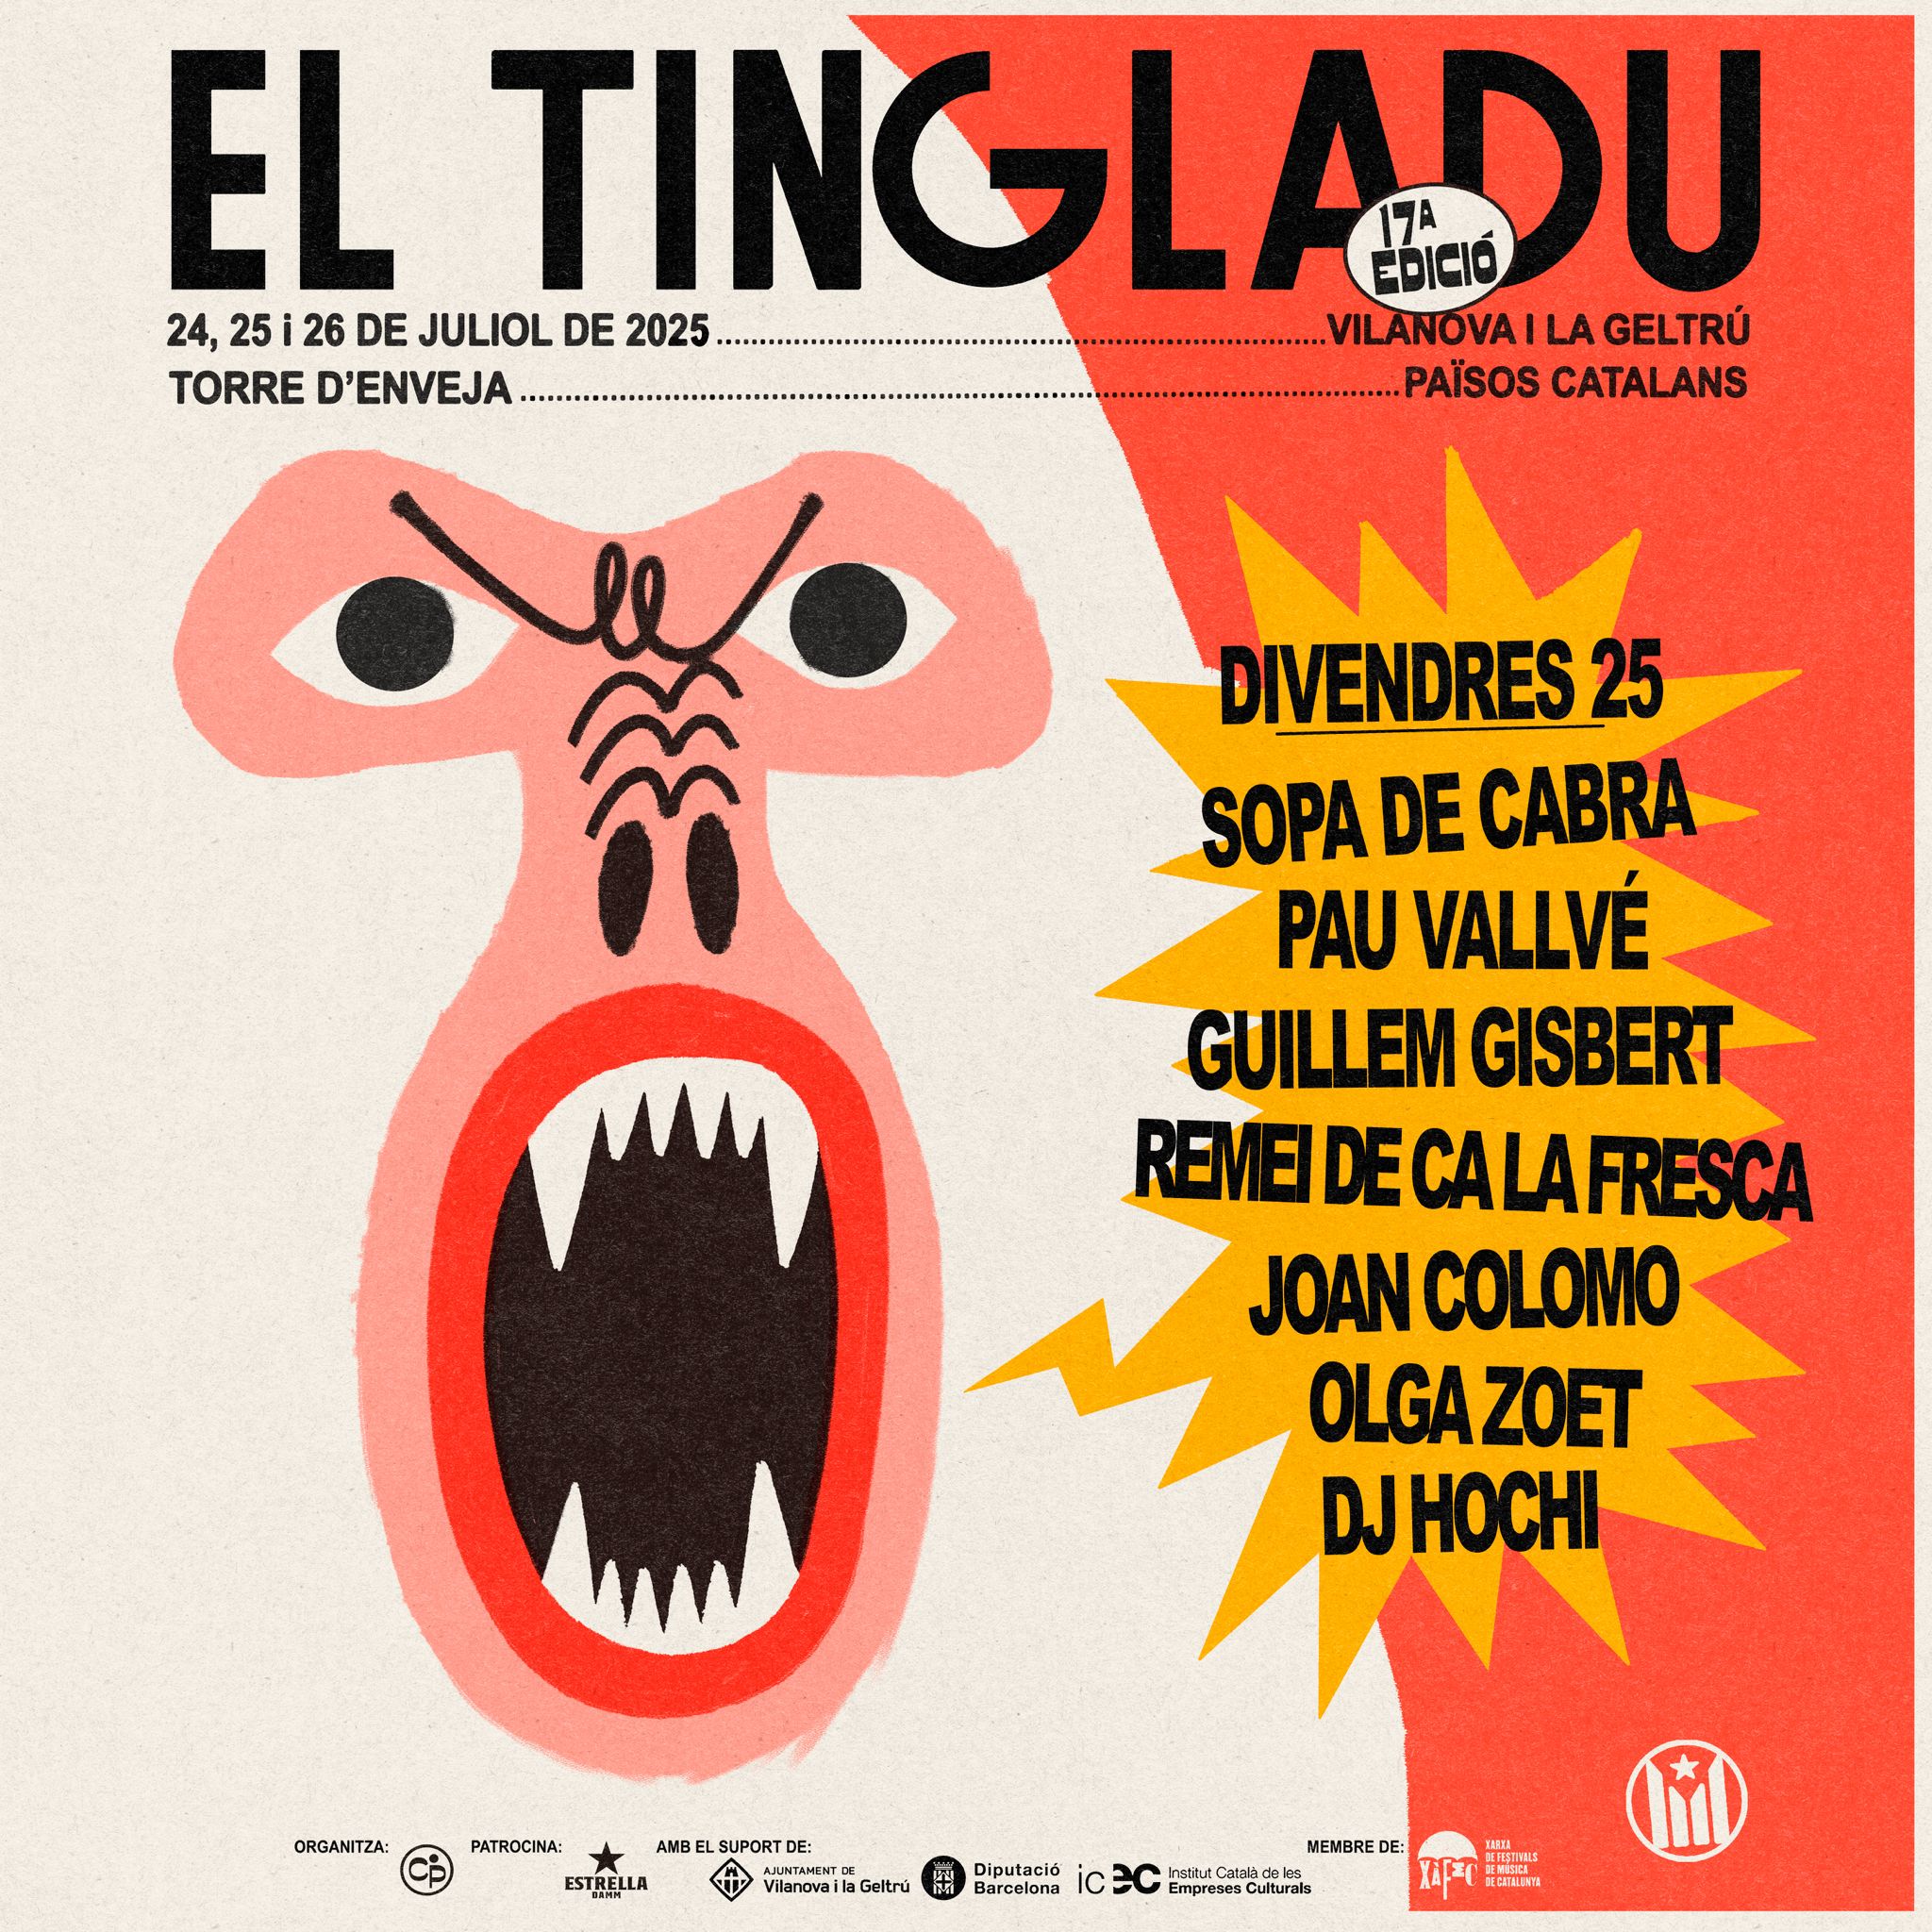 EL TINGLADU
17A
EDICIÓ
24, 25 i 26 DE JULIOL DE 2025........VILANOVA I LA GELTRÚ
TORRE D'ENVEJA........PAÏSOS CATALANS
DIVENDRES 25
SOPA DE CABRA
PAU VALLVÉ
GUILLEM GISBERT
REMEI DE CA LA FRESCA
JOAN COLOMO
OLGA ZOET
DJ HOCHI
ORGANITZA:
CP
PATROCINA:
ESTRELLA
DAMM
AMB EL SUPORT DE:
AJUNTAMENT DE
Vilanova i la Geltrú
Diputació
Barcelona
icec
Institut Català de les
Empreses Culturals
MEMBRE DE:
XÀFEC
XARXA
DE FESTIVALS
DE MÚSICA
DE CATALUNYA